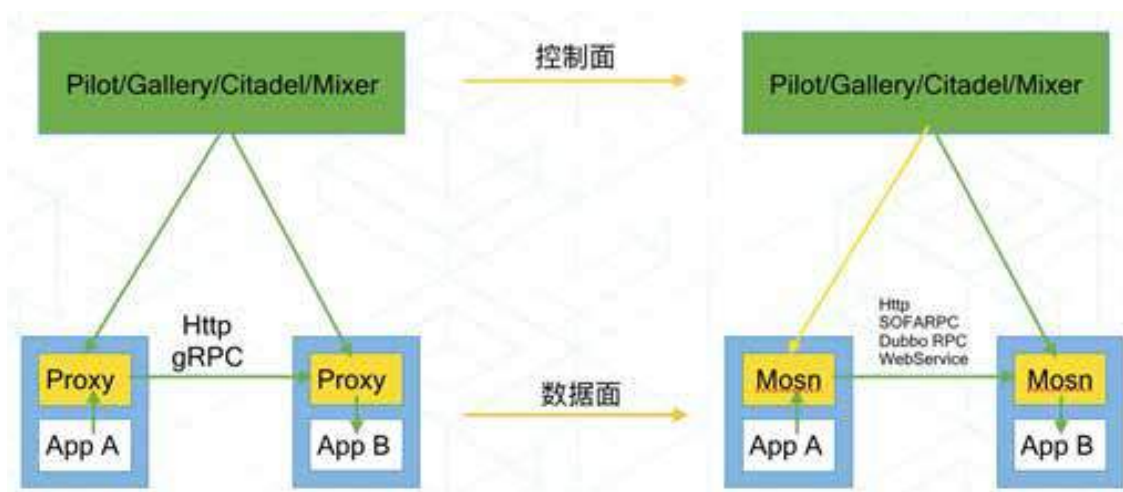 Pilot/Gallery/Citadel/Mixer
控制面
Pilot/Gallery/Citadel/Mixer
Http
gRPC
Http
SOFARPC
Dubbo RPC
WebService
Proxy
Proxy
数据面
Mosn
Mosn
App A
App B
App A
App B